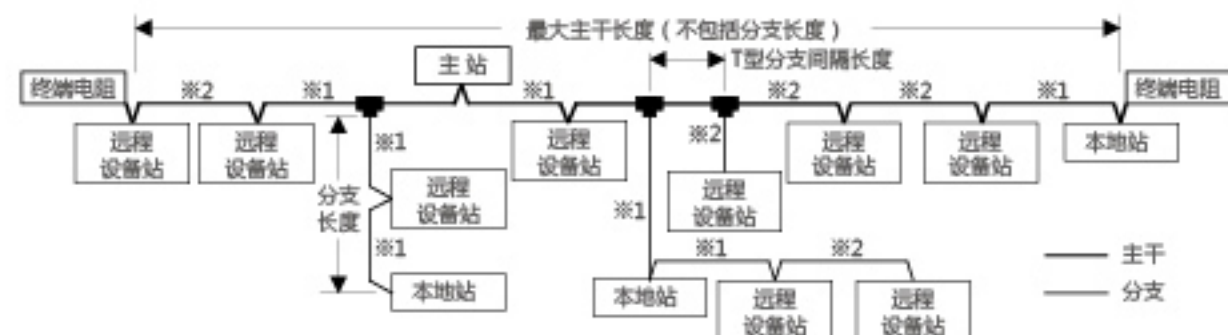 最大主干长度（不包括分支长度）
T型分支间隔长度
主站
终端电阻
※2
※1
※1
※2
※2
※1
终端电阻
远程
设备站
远程
设备站
远程
设备站
远程
设备站
远程
设备站
本地站
※1
※2
分支
长度
远程
设备站
远程
设备站
※1
※1
※1
※2
本地站
本地站
远程
设备站
远程
设备站
主干
分支